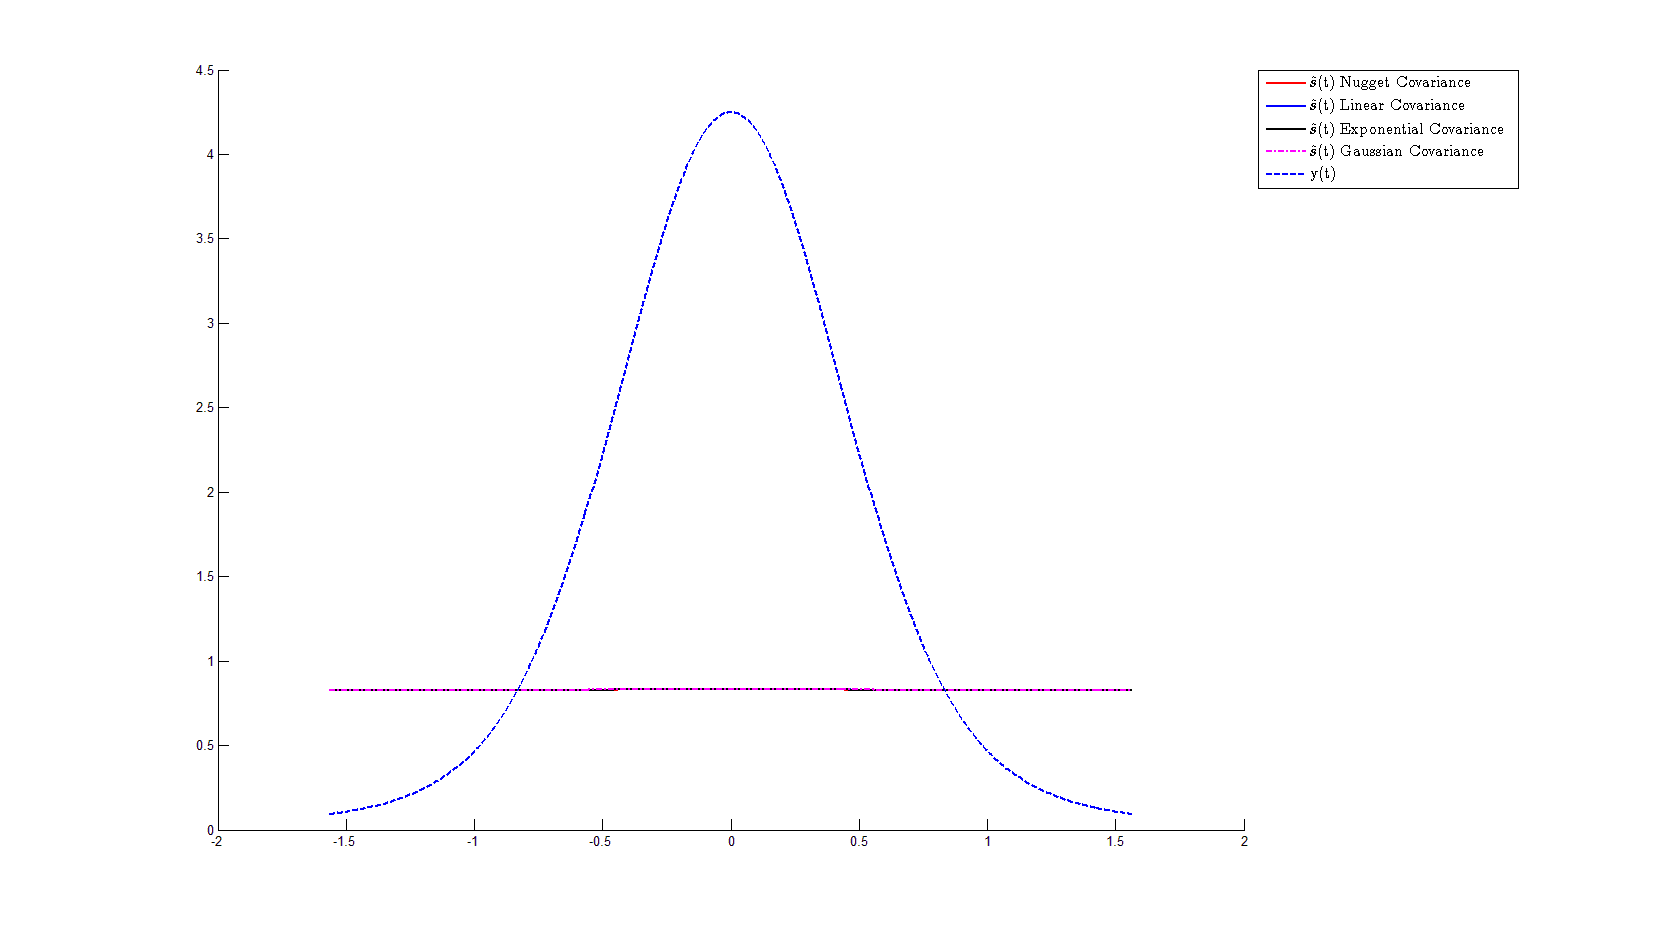 4.5
4
3.5
3
2.5
2
1.5
1
0.5
0
-2 -1.5 -1 -0.5 0 0.5 1 1.5 2
ŝ(t) Nugget Covariance
ŝ(t) Linear Covariance
ŝ(t) Exponential Covariance
ŝ(t) Gaussian Covariance
y(t)